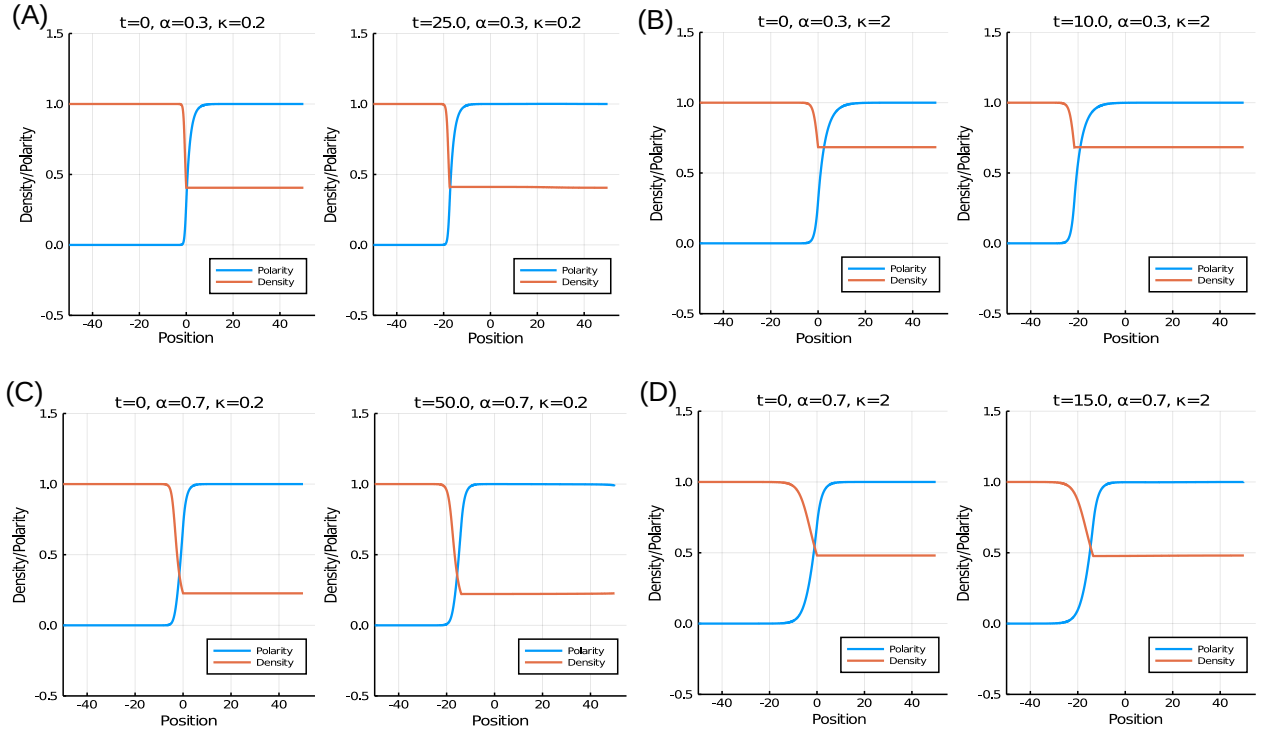 (A)
t=0, α=0.3, κ=0.2
Density/Polarity
1.5
1.0
0.5
0.0
-0.5
-40
-20
0
20
40
Position
Polarity
Density
t=25.0, α=0.3, κ=0.2
Density/Polarity
1.5
1.0
0.5
0.0
-0.5
-40
-20
0
20
40
Position
Polarity
Density
(B)
t=0, α=0.3, κ=2
Density/Polarity
1.5
1.0
0.5
0.0
-0.5
-40
-20
0
20
40
Position
Polarity
Density
t=10.0, α=0.3, κ=2
Density/Polarity
1.5
1.0
0.5
0.0
-0.5
-40
-20
0
20
40
Position
Polarity
Density
(C)
t=0, α=0.7, κ=0.2
Density/Polarity
1.5
1.0
0.5
0.0
-0.5
-40
-20
0
20
40
Position
Polarity
Density
t=50.0, α=0.7, κ=0.2
Density/Polarity
1.5
1.0
0.5
0.0
-0.5
-40
-20
0
20
40
Position
Polarity
Density
(D)
t=0, α=0.7, κ=2
Density/Polarity
1.5
1.0
0.5
0.0
-0.5
-40
-20
0
20
40
Position
Polarity
Density
t=15.0, α=0.7, κ=2
Density/Polarity
1.5
1.0
0.5
0.0
-0.5
-40
-20
0
20
40
Position
Polarity
Density